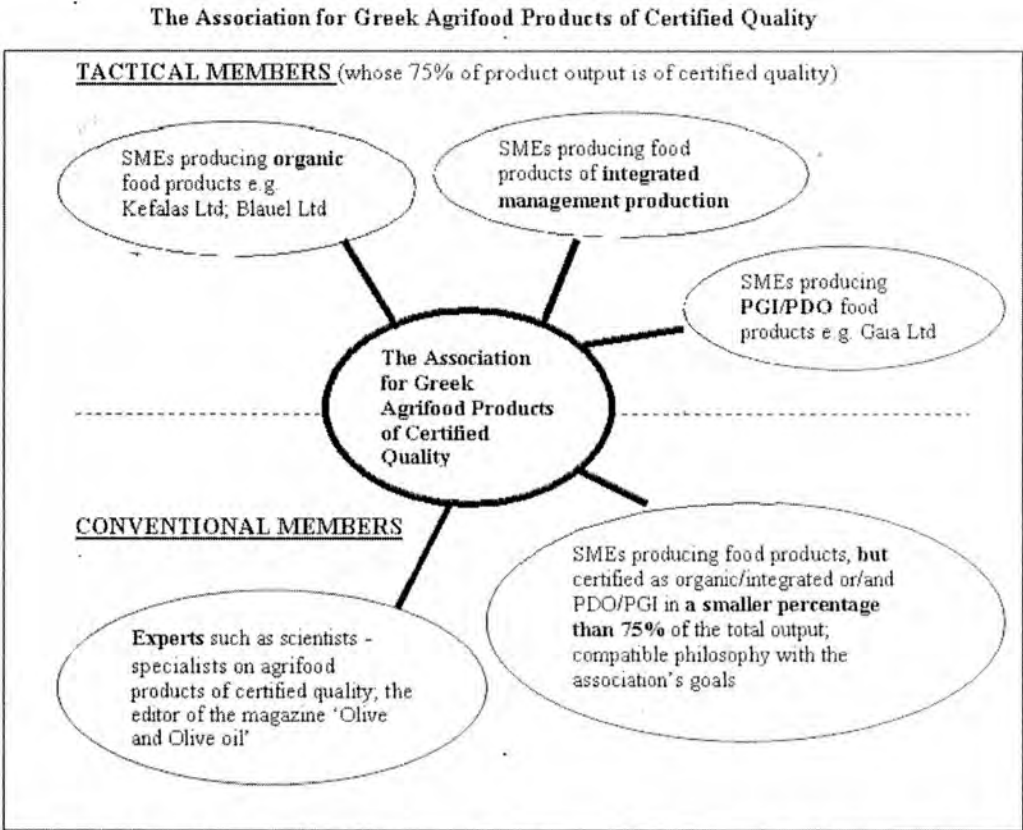 The Association for Greek Agrifood Products of Certified Quality
TACTICAL MEMBERS (whose 75% of product output is of certified quality)
SMEs producing organic
food products e.g.
Kefalas Ltd; Blauel Ltd
SMEs producing food
products of integrated
management production
SMEs producing
PGI/PDO food
products e.g. Gaia Ltd
The Association
for Greek
Agrifood Products
of Certified
Quality
CONVENTIONAL MEMBERS
Experts such as scientists -
specialists on agrifood
products of certified quality; the
editor of the magazine ‘Olive
and Olive oil’
SMEs producing food products, but
certified as organic/integrated or/and
PDO/PGI in a smaller percentage
than 75% of the total output;
compatible philosophy with the
association's goals